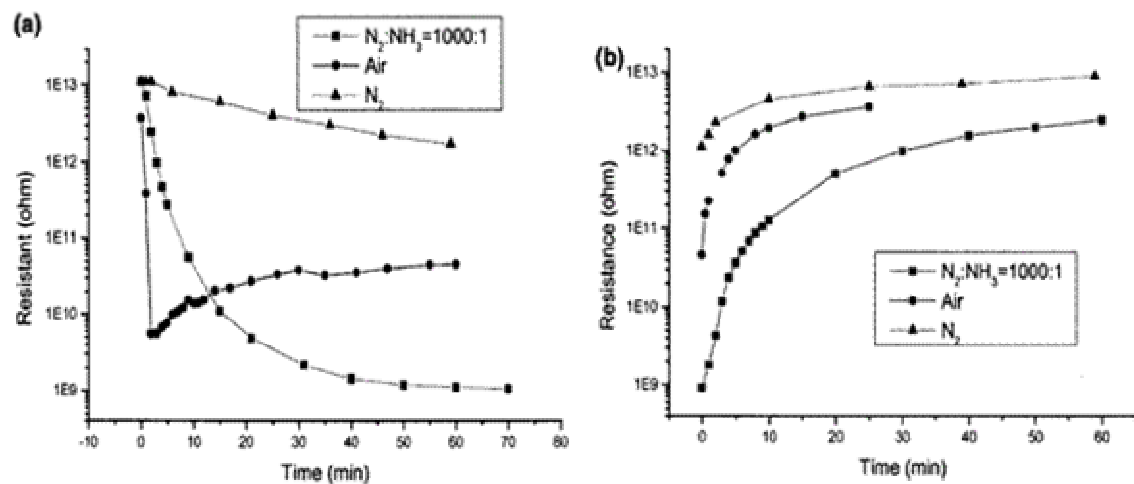 (a)
N₂:NH₃=1000:1
Air
N₂
1E13
1E12
1E11
1E10
1E9
Resistant (ohm)
-10 0 10 20 30 40 50 60 70 80
Time (min)
(b)
1E13
1E12
1E11
1E10
1E9
Resistance (ohm)
N₂:NH₃=1000:1
Air
N₂
0 10 20 30 40 50 60
Time (min)